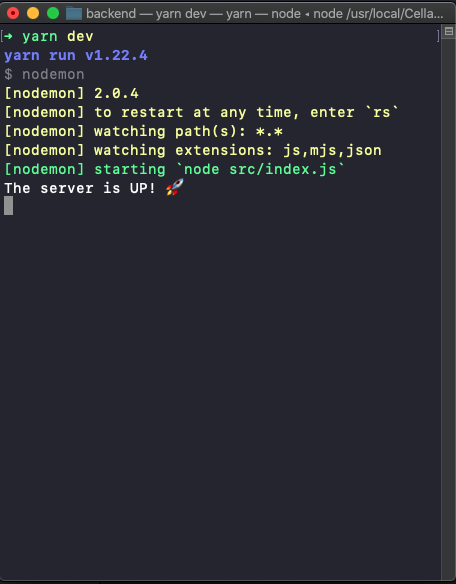 backend — yarn dev — yarn — node ◂ node /usr/local/Cella...
[→ yarn dev ]
yarn run v1.22.4
$ nodemon
[nodemon] 2.0.4
[nodemon] to restart at any time, enter `rs`
[nodemon] watching path(s): *.*
[nodemon] watching extensions: js,mjs,json
[nodemon] starting `node src/index.js`
The server is UP! 🚀